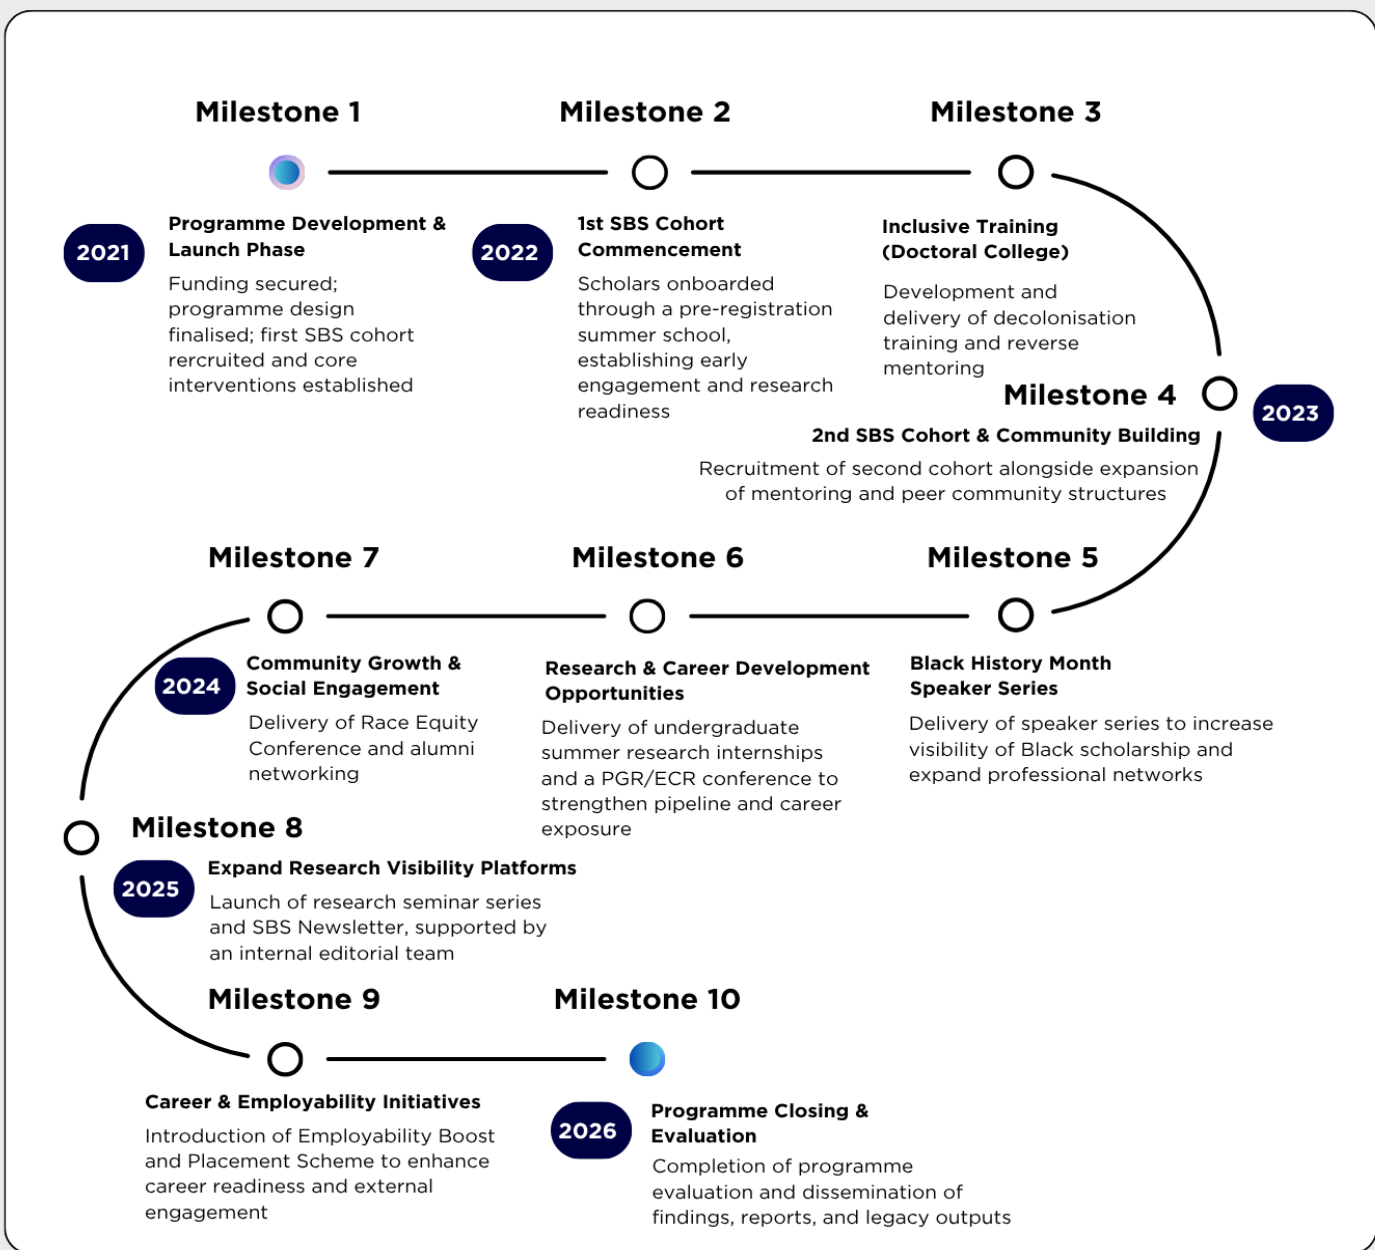 Milestone 1
2021
Programme Development &
Launch Phase
Funding secured;
programme design
finalised; first SBS cohort
rercruited and core
interventions established
Milestone 2
2022
1st SBS Cohort
Commencement
Scholars onboarded
through a pre-registration
summer school,
establishing early
engagement and research
readiness
Milestone 3
Inclusive Training
(Doctoral College)
Development and
delivery of decolonisation
training and reverse
mentoring
Milestone 4
2023
2nd SBS Cohort & Community Building
Recruitment of second cohort alongside expansion
of mentoring and peer community structures
Milestone 5
Black History Month
Speaker Series
Delivery of speaker series to increase
visibility of Black scholarship and
expand professional networks
Milestone 6
Research & Career Development
Opportunities
Delivery of undergraduate
summer research internships
and a PGR/ECR conference to
strengthen pipeline and career
exposure
Milestone 7
2024
Community Growth &
Social Engagement
Delivery of Race Equity
Conference and alumni
networking
Milestone 8
2025
Expand Research Visibility Platforms
Launch of research seminar series
and SBS Newsletter, supported by
an internal editorial team
Milestone 9
Career & Employability Initiatives
Introduction of Employability Boost
and Placement Scheme to enhance
career readiness and external
engagement
Milestone 10
2026
Programme Closing &
Evaluation
Completion of programme
evaluation and dissemination of
findings, reports, and legacy outputs